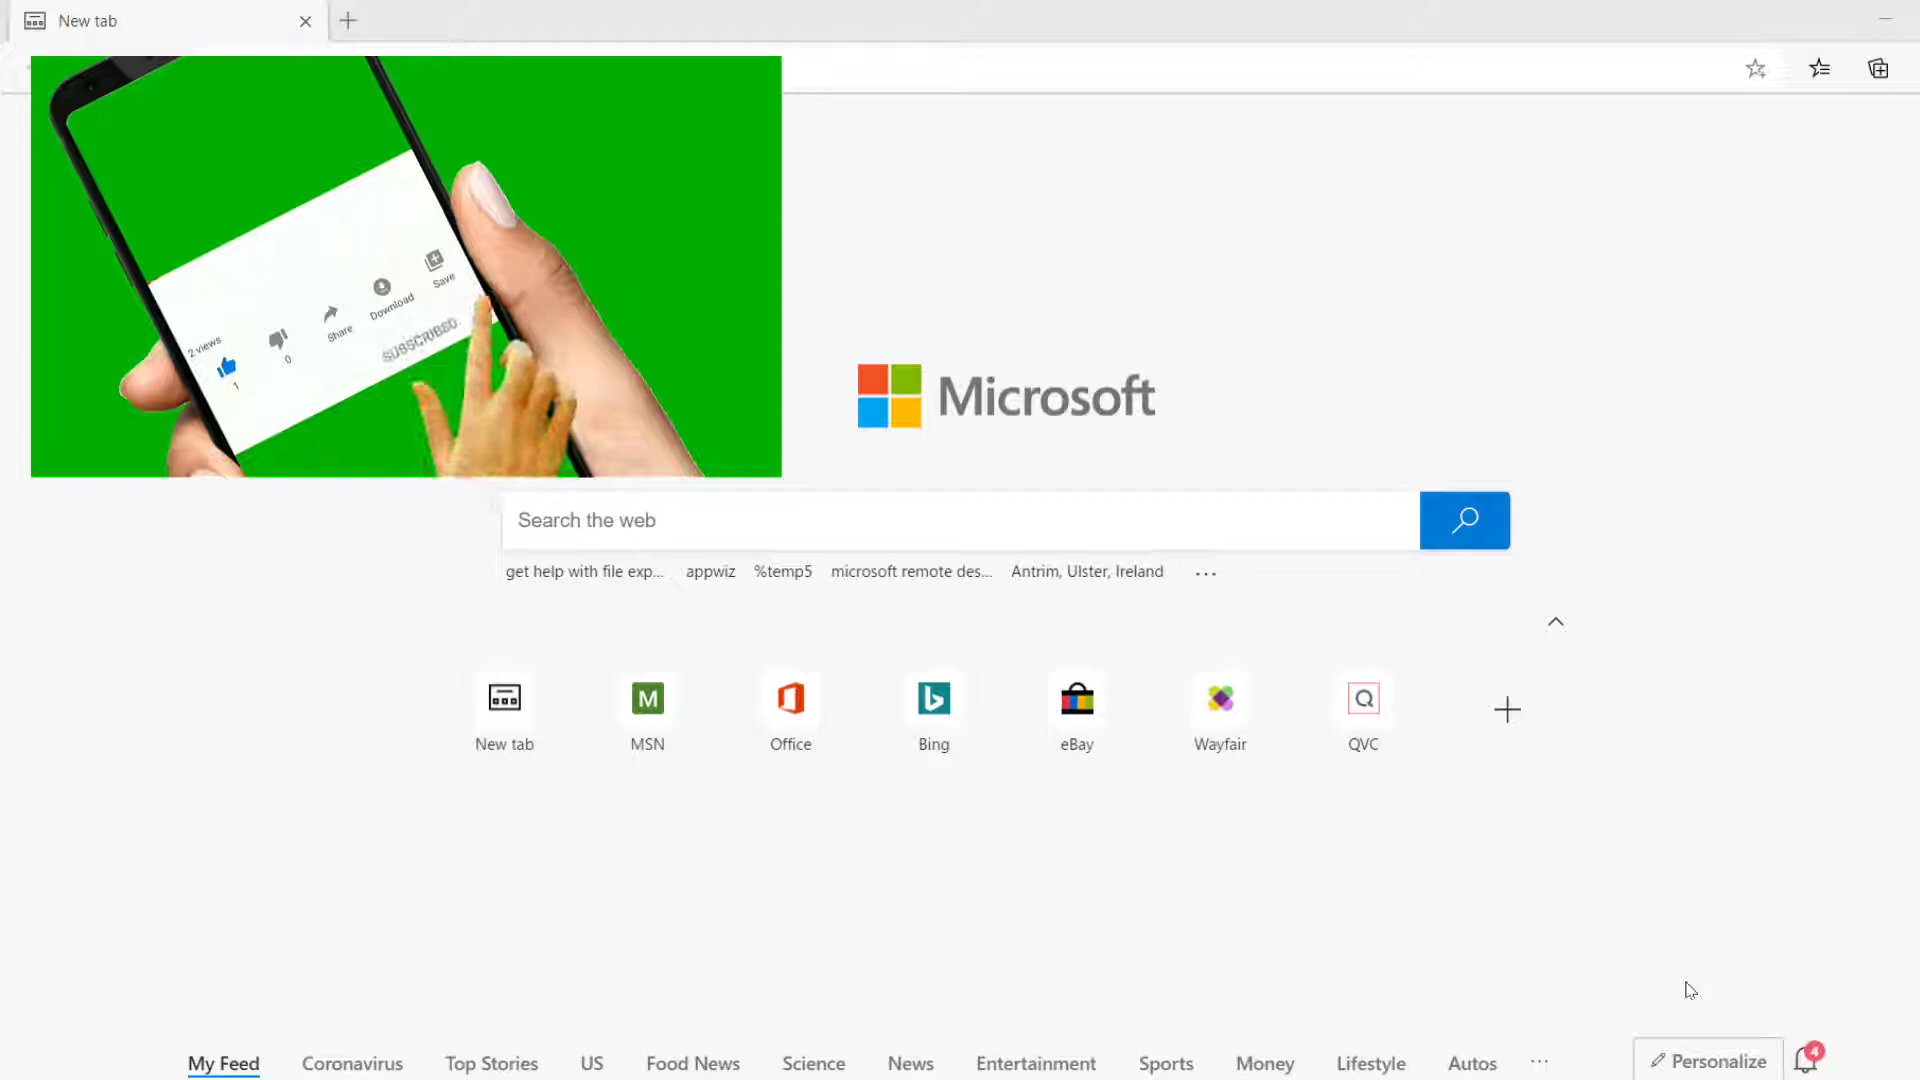 New tab
2 views
1
0
Share
Download
Save
SUBSCRIBED
Microsoft
Search the web
get help with file exp... appwiz %temp5 microsoft remote des... Antrim, Ulster, Ireland ...
New tab MSN Office Bing eBay Wayfair QVC
My Feed Coronavirus Top Stories US Food News Science News Entertainment Sports Money Lifestyle Autos ... Personalize 4